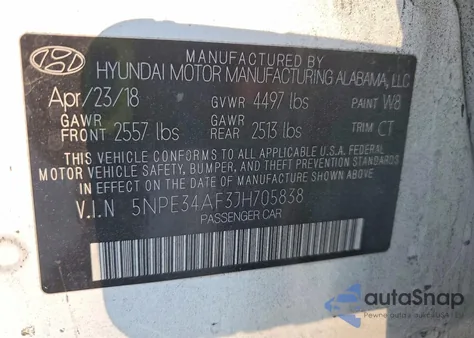 MANUFACTURED BY
HYUNDAI MOTOR MANUFACTURING ALABAMA, LLC
Apr/23/18 GVWR 4497 lbs PAINT W8
GAWR FRONT 2557 lbs GAWR REAR 2513 lbs TRIM CT
THIS VEHICLE CONFORMS TO ALL APPLICABLE U.S.A. FEDERAL
MOTOR VEHICLE SAFETY, BUMPER, AND THEFT PREVENTION STANDARDS
IN EFFECT ON THE DATE OF MANUFACTURE SHOWN ABOVE.
V.I.N 5NPE34AF3JH705838
PASSENGER CAR
autaSnap